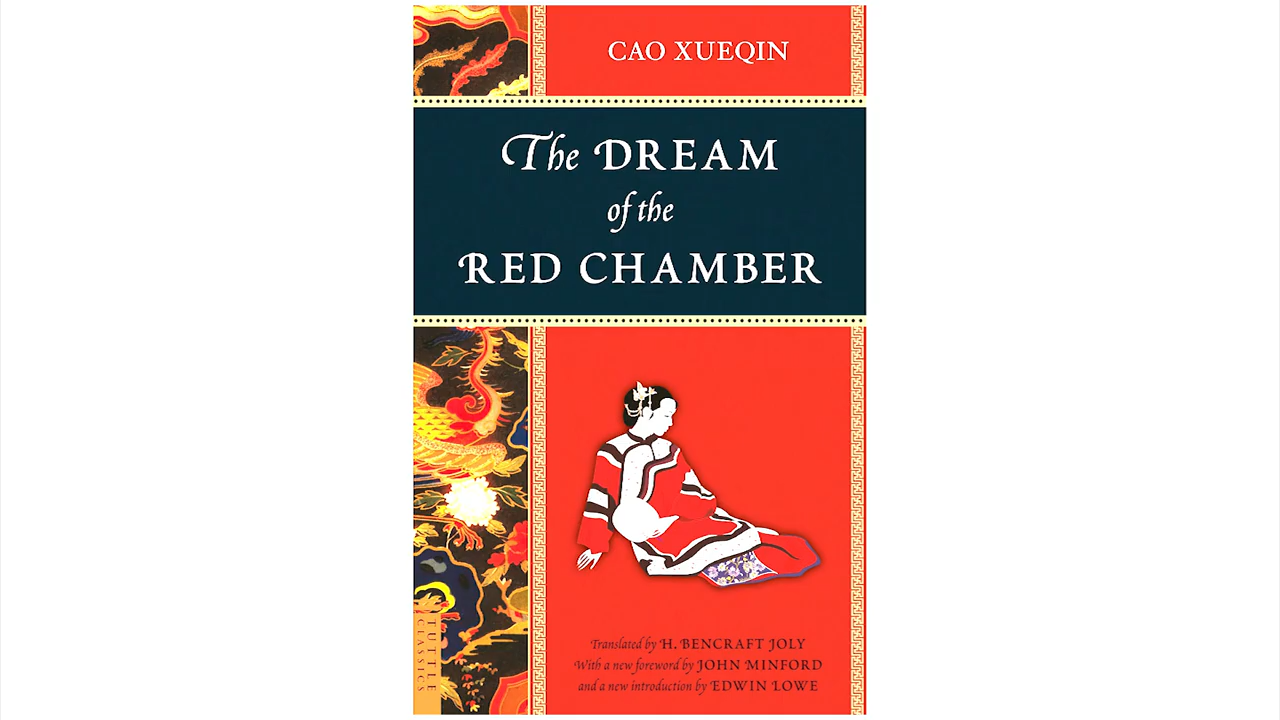 CAO XUEQIN
The DREAM
of the
RED CHAMBER
Translated by H. BENCRAFT JOLY
With a new foreword by JOHN MINFORD
and a new introduction by EDWIN LOWE
TUTTLE
CLASSICS